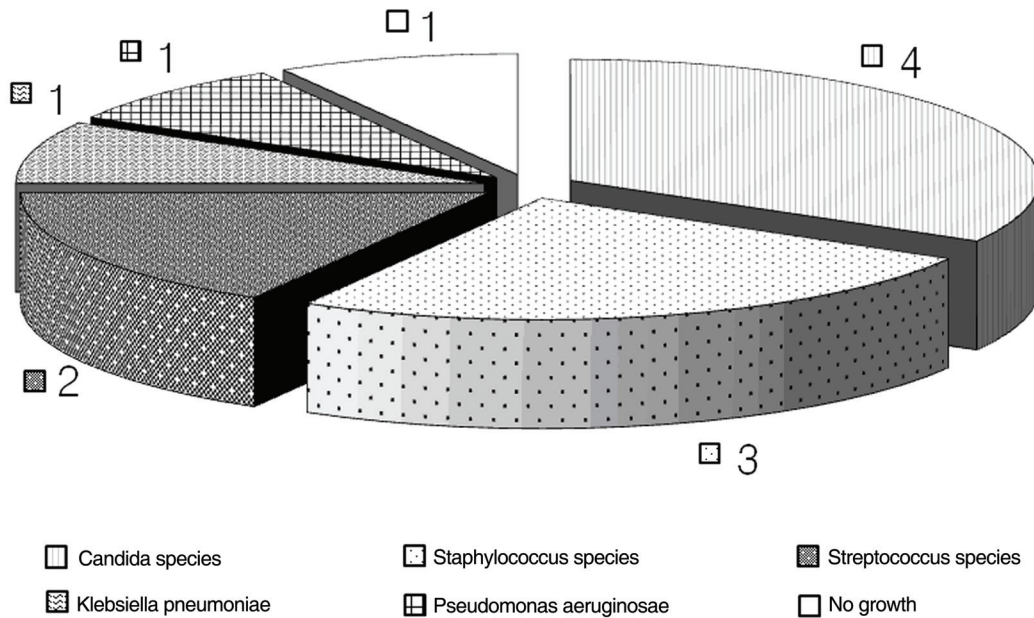 1
1
4
1
2
3
Candida species
Staphylococcus species
Streptococcus species
Klebsiella pneumoniae
Pseudomonas aeruginosae
No growth